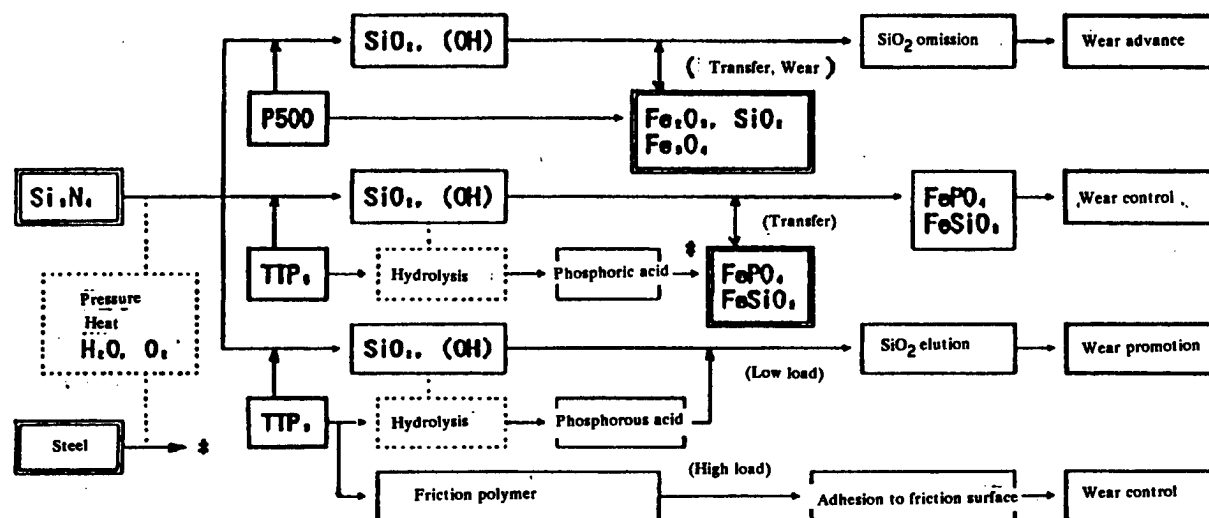 SiO₂, (OH)
SiO₂ omission
Wear advance
( Transfer, Wear )
P500
Fe₂O₃, SiO₂
Fe₃O₄
Si₃N₄
SiO₂, (OH)
FePO₄
FeSiO₃
Wear control
(Transfer)
TTP₅
Hydrolysis
Phosphoric acid
‡
FePO₄
FeSiO₃
Pressure
Heat
H₂O, O₂
SiO₂, (OH)
SiO₂ elution
Wear promotion
(Low load)
TTP₃
Hydrolysis
Phosphorous acid
Steel
‡
(High load)
Friction polymer
Adhesion to friction surface
Wear control